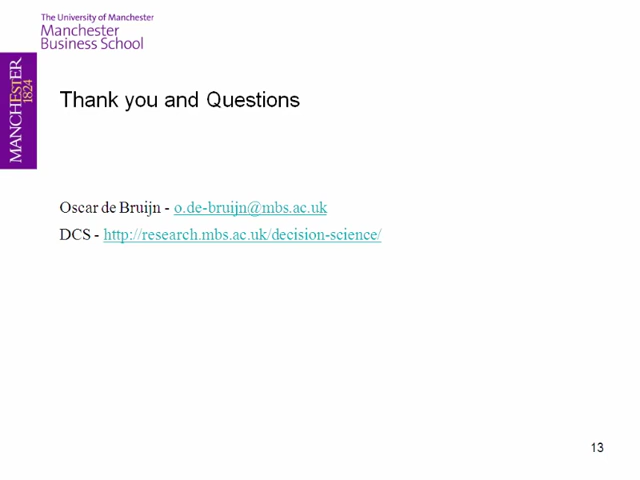 The University of Manchester
Manchester
Business School
MANCHESTER
1824
Thank you and Questions
Oscar de Bruijn - o.de-bruijn@mbs.ac.uk
DCS - http://research.mbs.ac.uk/decision-science/
13